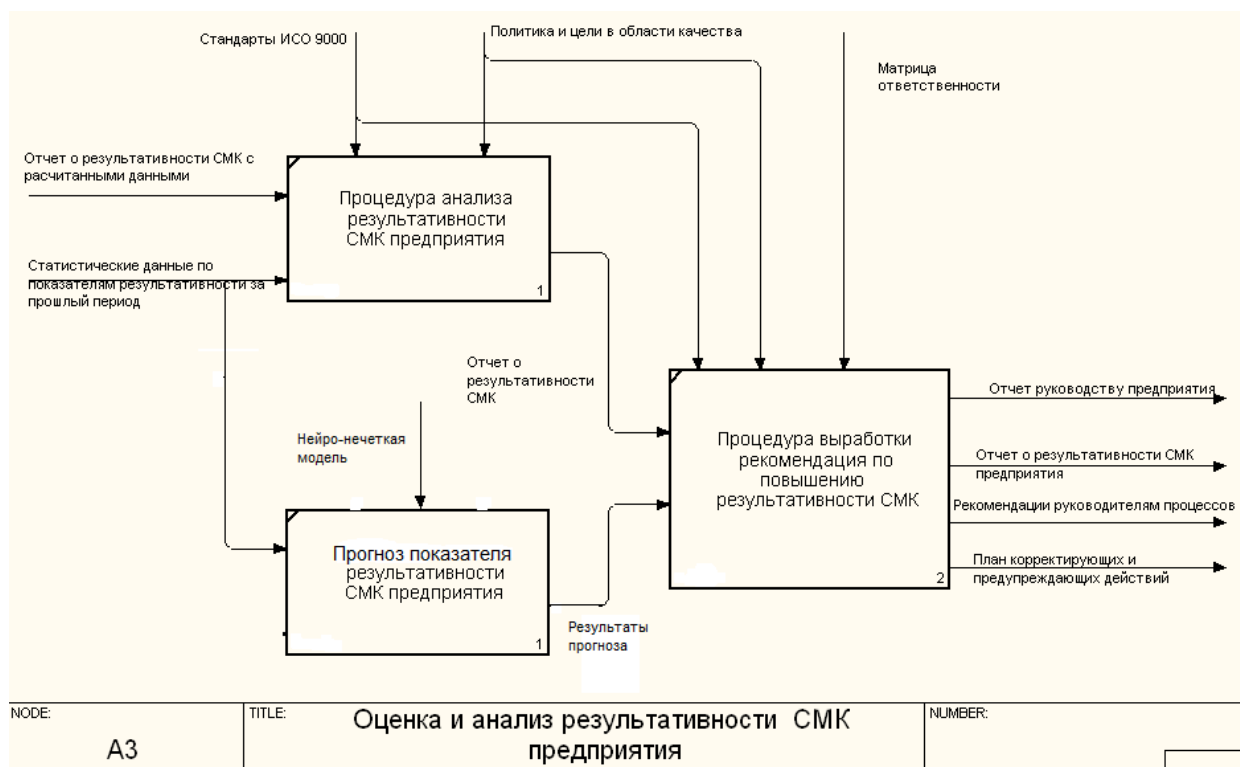 Стандарты ИСО 9000
Политика и цели в области качества
Матрица
ответственности
Отчет о результативности СМК с
расчитанными данными
Процедура анализа
результативности
СМК предприятия
1
Статистические данные по
показателям результативности за
прошлый период
Отчет о
результативности
СМК
Нейро-нечеткая
модель
Прогноз показателя
результативности
СМК предприятия
1
Результаты
прогноза
Процедура выработки
рекомендация по
повышению
результативности СМК
2
Отчет руководству предприятия
Отчет о результативности СМК
предприятия
Рекомендации руководителям процессов
План корректирующих и
предупреждающих действий
NODE:
A3
TITLE:
Оценка и анализ результативности СМК
предприятия
NUMBER: